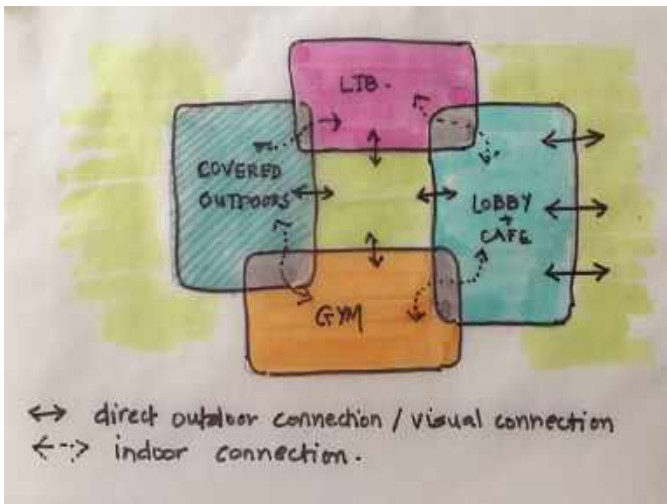 LIB.
COVERED
OUTDOORS
LOBBY
+
CAFE
GYM
↔ direct outdoor connection / visual connection
<--> indoor connection.